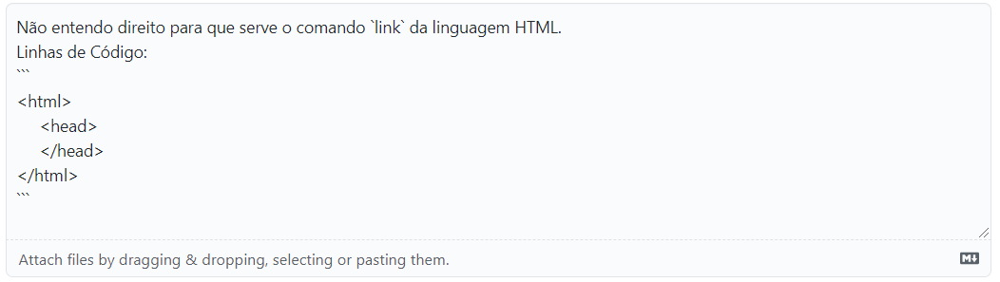 Não entendo direito para que serve o comando `link` da linguagem HTML.
Linhas de Código:
```
<html>
<head>
</head>
</html>
```
Attach files by dragging & dropping, selecting or pasting them.
M↓